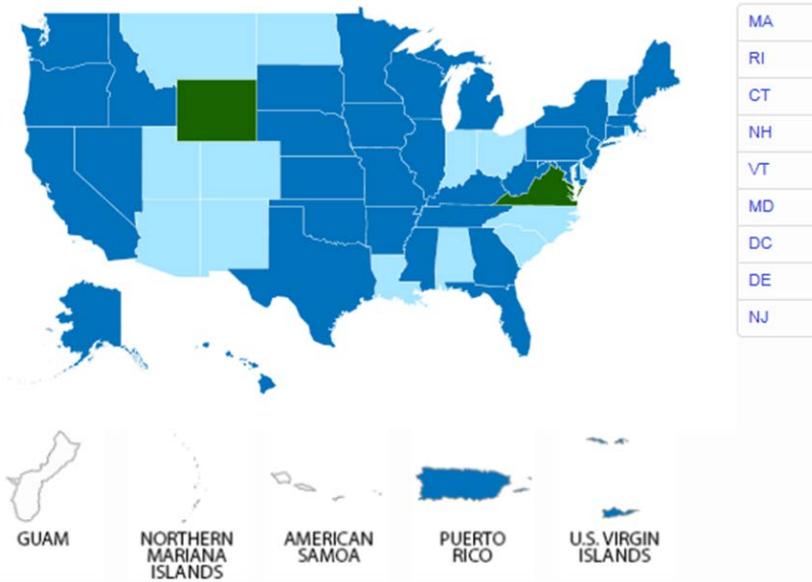 MA
RI
CT
NH
VT
MD
DC
DE
NJ
GUAM
NORTHERN
MARIANA
ISLANDS
AMERICAN
SAMOA
PUERTO
RICO
U.S. VIRGIN
ISLANDS